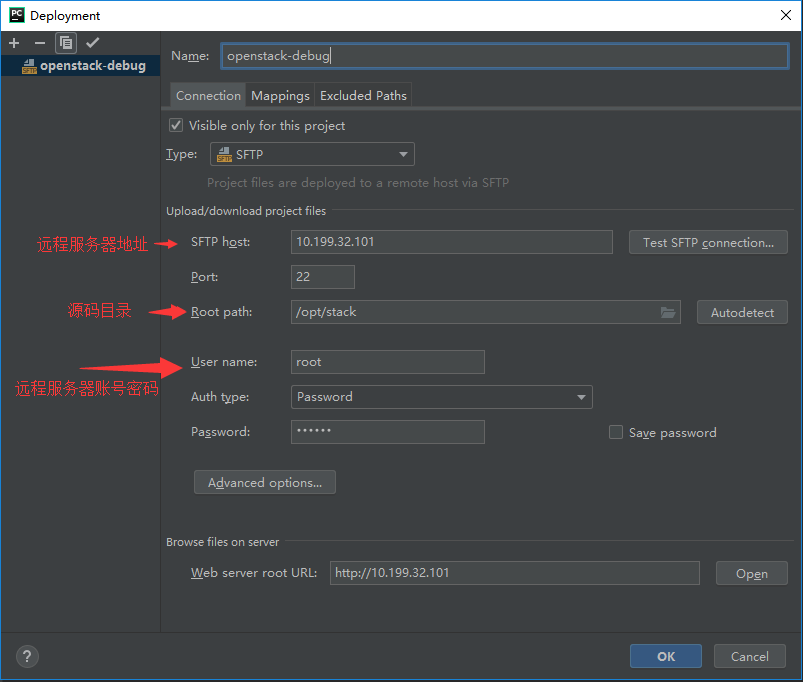 PC Deployment
openstack-debug
Name: openstack-debug
Connection Mappings Excluded Paths
Visible only for this project
Type: SFTP
Project files are deployed to a remote host via SFTP
Upload/download project files
远程服务器地址 SFTP host: 10.199.32.101 Test SFTP connection...
Port: 22
源码目录 Root path: /opt/stack Autodetect
User name: root
远程服务器账号密码
Auth type: Password
Password: •••••• Save password
Advanced options...
Browse files on server
Web server root URL: http://10.199.32.101 Open
? OK Cancel